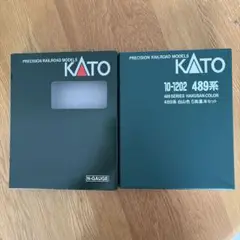 PRECISION RAILROAD MODELS
KATO
N-GAUGE
PRECISION RAILROAD MODELS
KATO
10-1202 489系
489 SERIES HAKUSAN COLOR
489系 白山色 5両基本セット